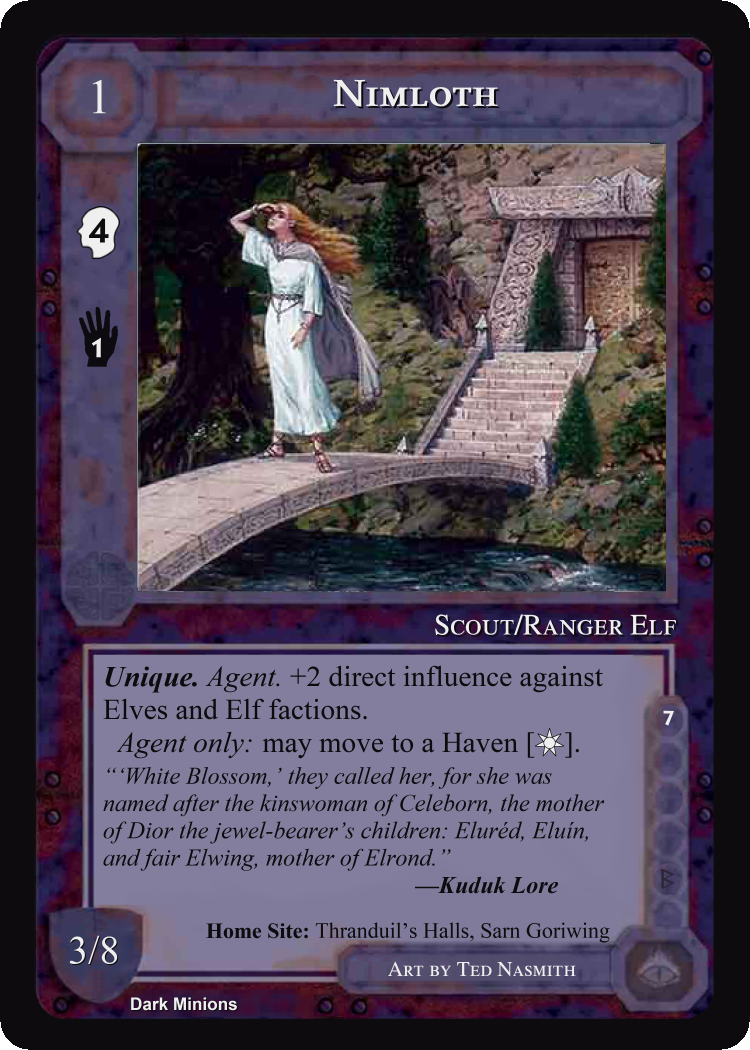 1
Nimloth
4
1
Scout/Ranger Elf
Unique. Agent. +2 direct influence against
Elves and Elf factions.
Agent only: may move to a Haven [ ].
7
“‘White Blossom,’ they called her, for she was
named after the kinswoman of Celeborn, the mother
of Dior the jewel-bearer’s children: Eluréd, Eluín,
and fair Elwing, mother of Elrond.”
—Kuduk Lore
Home Site: Thranduil’s Halls, Sarn Goriwing
3/8
Art by Ted Nasmith
Dark Minions